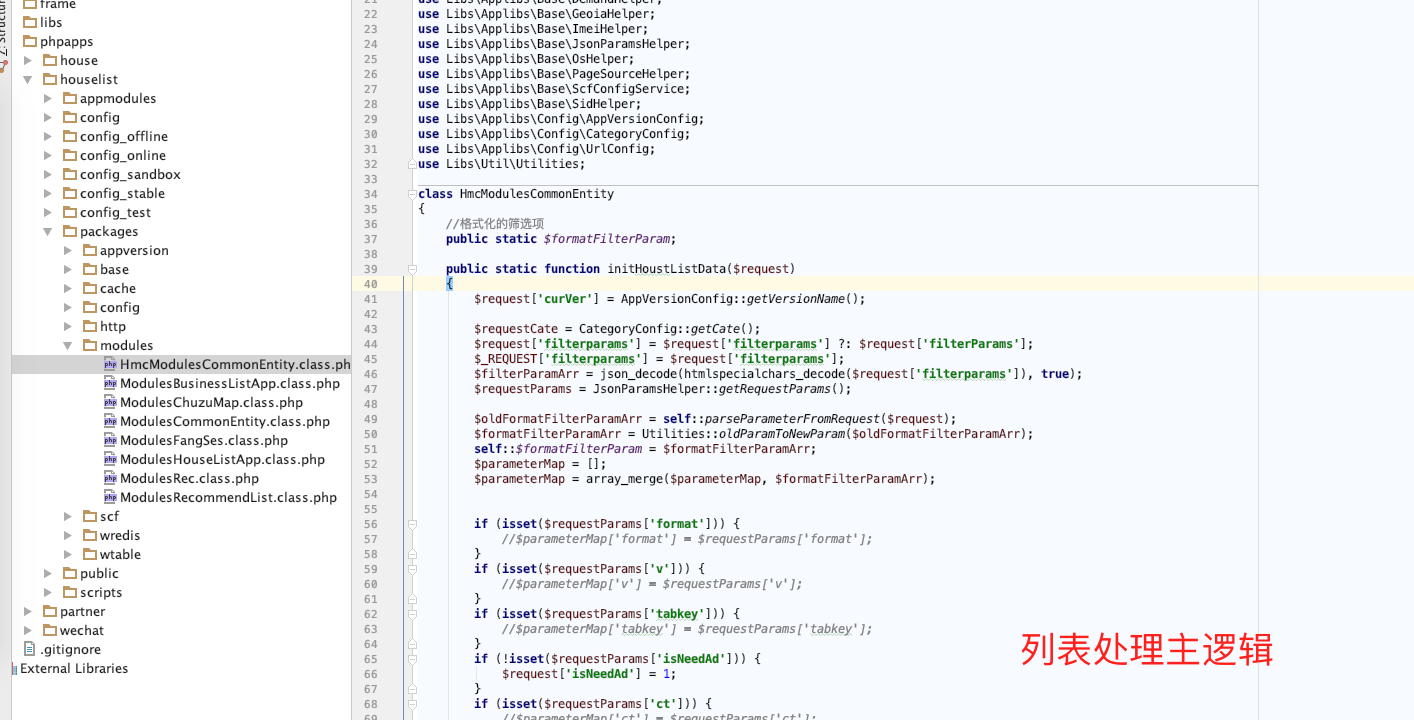 Z: Structure
frame
libs
phpapps
house
houselist
appmodules
config
config_offline
config_online
config_sandbox
config_stable
config_test
packages
appversion
base
cache
config
http
modules
HmcModulesCommonEntity.class.ph
ModulesBusinessListApp.class.php
ModulesChuzuMap.class.php
ModulesCommonEntity.class.php
ModulesFangSes.class.php
ModulesHouseListApp.class.php
ModulesRec.class.php
ModulesRecommendList.class.php
scf
wredis
wtable
public
scripts
partner
wechat
.gitignore
External Libraries
21 use Libs\Applibs\Base\DemandHelper;
22 use Libs\Applibs\Base\GeoiaHelper;
23 use Libs\Applibs\Base\ImeiHelper;
24 use Libs\Applibs\Base\JsonParamsHelper;
25 use Libs\Applibs\Base\OsHelper;
26 use Libs\Applibs\Base\PageSourceHelper;
27 use Libs\Applibs\Base\ScfConfigService;
28 use Libs\Applibs\Base\SidHelper;
29 use Libs\Applibs\Config\AppVersionConfig;
30 use Libs\Applibs\Config\CategoryConfig;
31 use Libs\Applibs\Config\UrlConfig;
32 use Libs\Util\Utilities;
33
34 class HmcModulesCommonEntity
35 {
36 //格式化的筛选项
37 public static $formatFilterParam;
38
39 public static function initHoustListData($request)
40 {
41 $request['curVer'] = AppVersionConfig::getVersionName();
42
43 $requestCate = CategoryConfig::getCate();
44 $request['filterparams'] = $request['filterparams'] ?: $request['filterParams'];
45 $_REQUEST['filterparams'] = $request['filterparams'];
46 $filterParamArr = json_decode(htmlspecialchars_decode($request['filterparams']), true);
47 $requestParams = JsonParamsHelper::getRequestParams();
48
49 $oldFormatFilterParamArr = self::parseParameterFromRequest($request);
50 $formatFilterParamArr = Utilities::oldParamToNewParam($oldFormatFilterParamArr);
51 self::$formatFilterParam = $formatFilterParamArr;
52 $parameterMap = [];
53 $parameterMap = array_merge($parameterMap, $formatFilterParamArr);
54
55
56 if (isset($requestParams['format'])) {
57 //$parameterMap['format'] = $requestParams['format'];
58 }
59 if (isset($requestParams['v'])) {
60 //$parameterMap['v'] = $requestParams['v'];
61 }
62 if (isset($requestParams['tabkey'])) {
63 //$parameterMap['tabkey'] = $requestParams['tabkey'];
64 }
65 if (!isset($requestParams['isNeedAd'])) {
66 $request['isNeedAd'] = 1;
67 }
68 if (isset($requestParams['ct'])) {
69 //$parameterMap['ct'] = $requestParams['ct'];
列表处理主逻辑